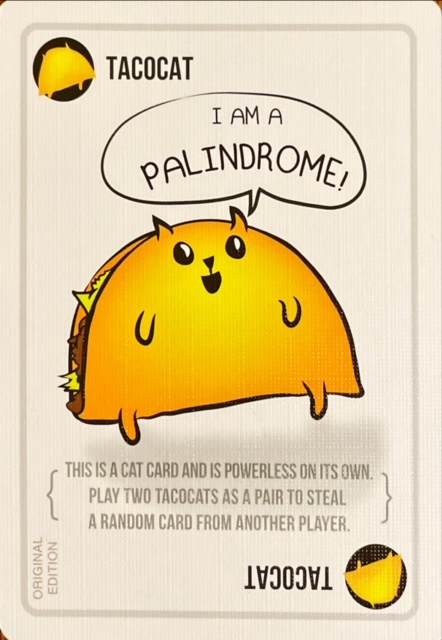 TACOCAT
I AM A
PALINDROME!
THIS IS A CAT CARD AND IS POWERLESS ON ITS OWN.
PLAY TWO TACOCATS AS A PAIR TO STEAL
A RANDOM CARD FROM ANOTHER PLAYER.
ORIGINAL
EDITION
TACOCAT